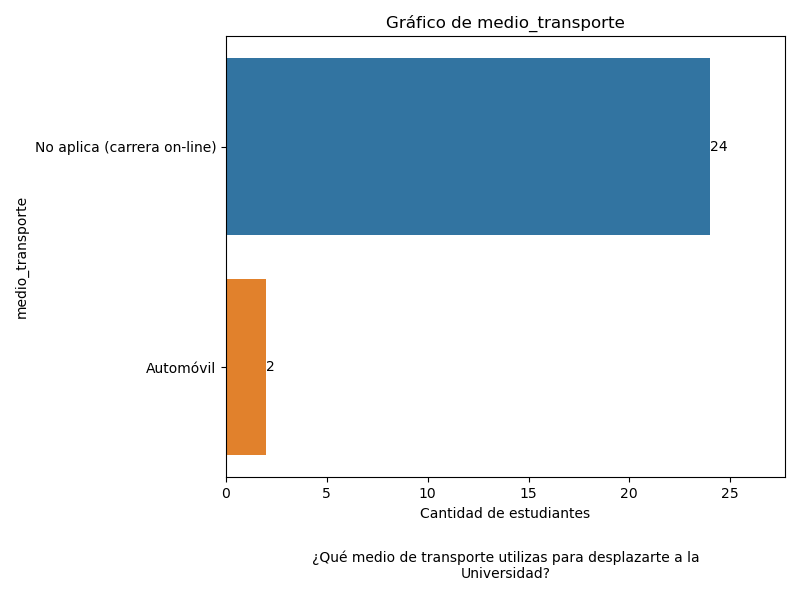 Gráfico de medio_transporte
medio_transporte
No aplica (carrera on-line)
24
Automóvil
2
0 5 10 15 20 25
Cantidad de estudiantes
¿Qué medio de transporte utilizas para desplazarte a la
Universidad?